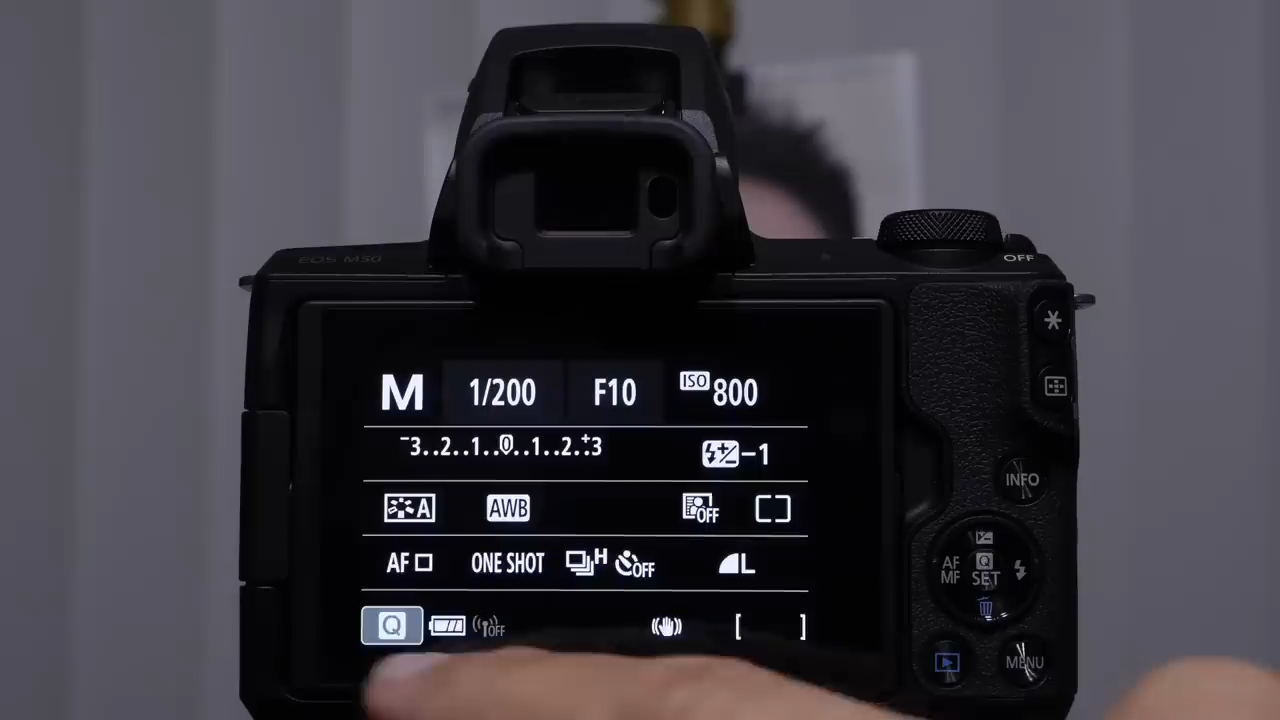 EOS M50
OFF
M 1/200 F10 ISO 800
-3..2..1..0..1..2.:+3 -1
A AWB OFF
AF ONE SHOT H OFF L
Q OFF [ ]
INFO
AF
MF
Q
SET
MENU